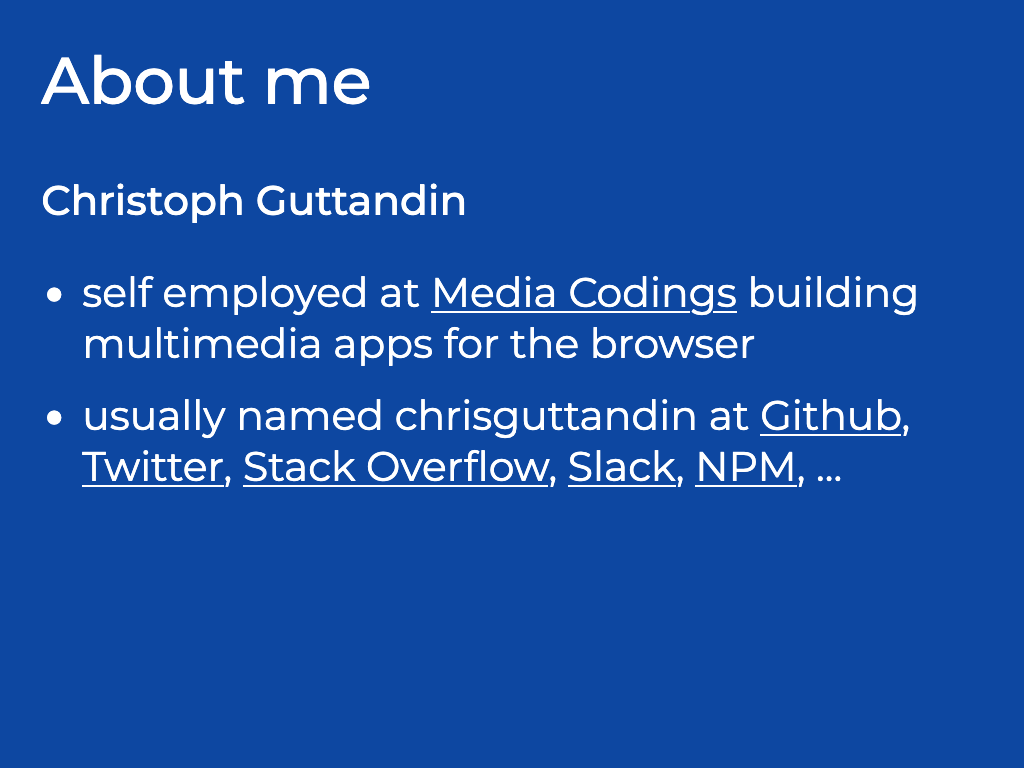 About me
Christoph Guttandin
• self employed at Media Codings building
multimedia apps for the browser
• usually named chrisguttandin at Github,
Twitter, Stack Overflow, Slack, NPM, ...